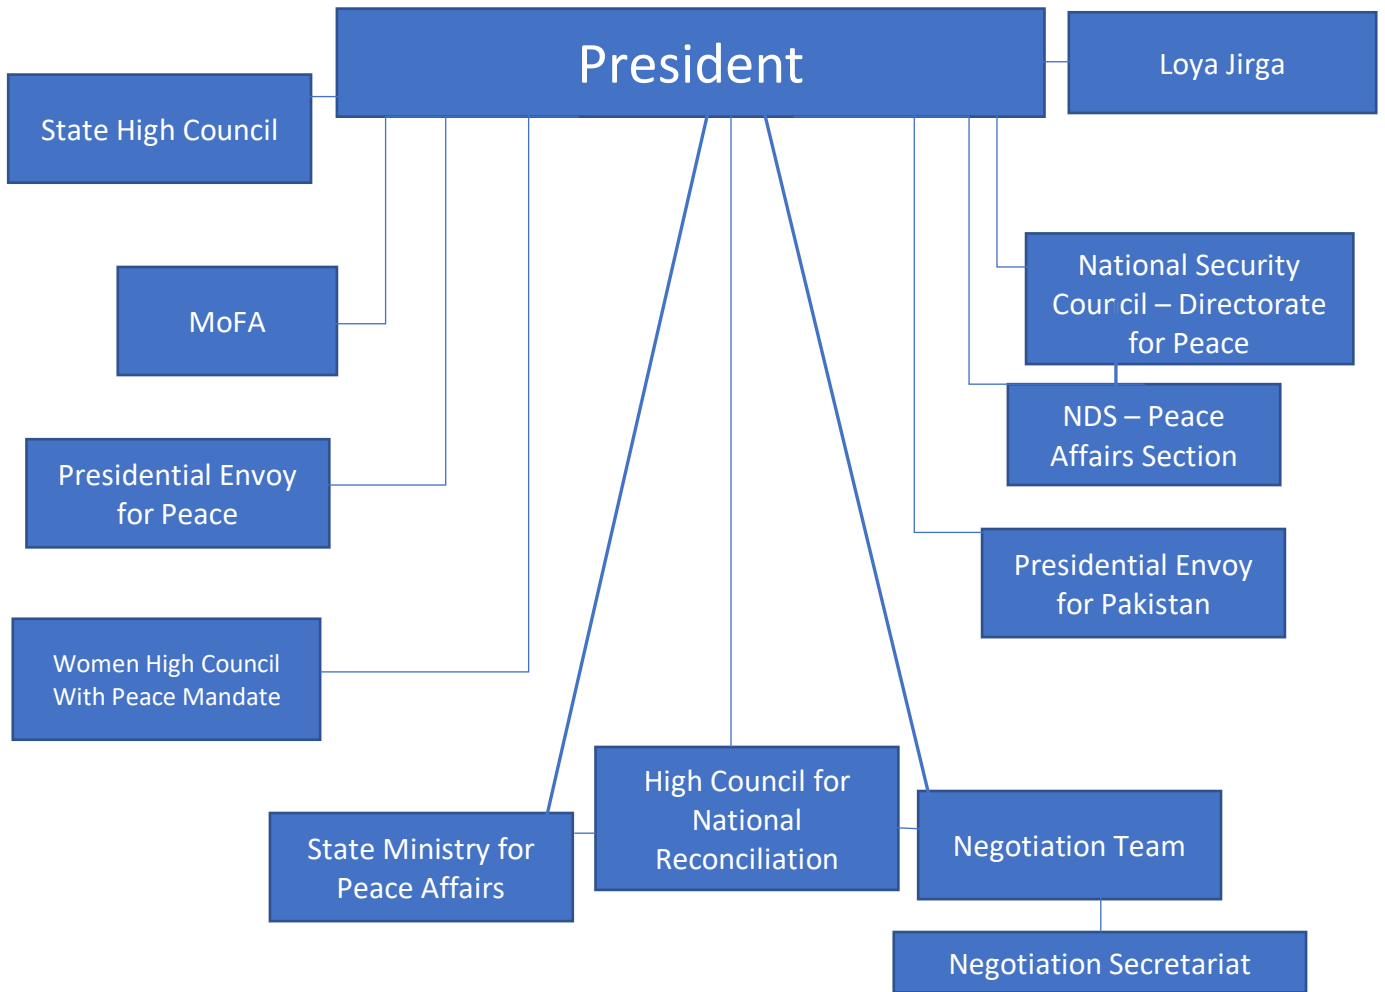 President
Loya Jirga
State High Council
National Security
Council – Directorate
for Peace
MoFA
NDS – Peace
Affairs Section
Presidential Envoy
for Peace
Presidential Envoy
for Pakistan
Women High Council
With Peace Mandate
High Council for
National
Reconciliation
State Ministry for
Peace Affairs
Negotiation Team
Negotiation Secretariat